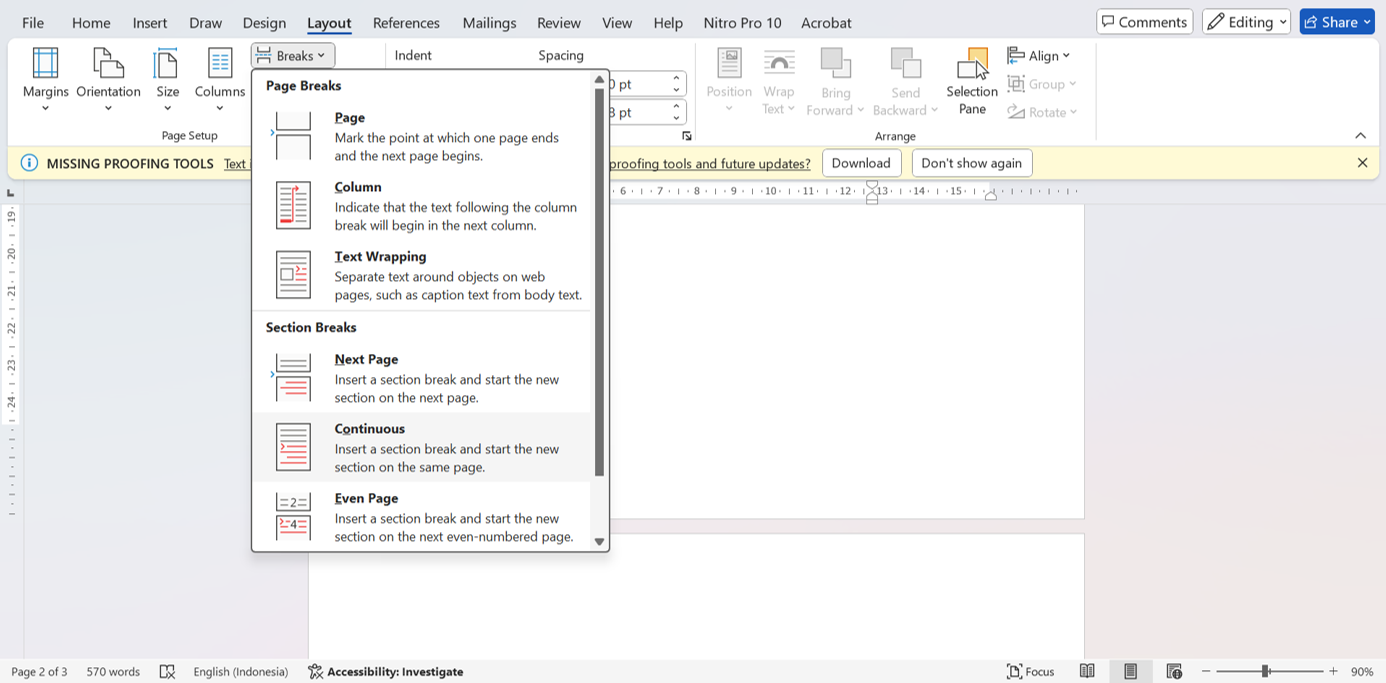 File Home Insert Draw Design Layout References Mailings Review View Help Nitro Pro 10 Acrobat Comments Editing Share
Breaks Indent Spacing
Margins Orientation Size Columns
Page Setup
Page Breaks
Page
Mark the point at which one page ends
and the next page begins.
Column
Indicate that the text following the column
break will begin in the next column.
Text Wrapping
Separate text around objects on web
pages, such as caption text from body text.
Section Breaks
Next Page
Insert a section break and start the new
section on the next page.
Continuous
Insert a section break and start the new
section on the same page.
Even Page
Insert a section break and start the new
section on the next even-numbered page.
0 pt
8 pt
Position Wrap
Text Bring
Forward Send
Backward Selection
Pane
Align
Group
Rotate
Arrange
MISSING PROOFING TOOLS Text proofing tools and future updates? Download Don't show again
6 7 8 9 10 11 12 13 14 15
19
20
21
22
23
24
=2=
4
Page 2 of 3 570 words English (Indonesia) Accessibility: Investigate Focus 90%